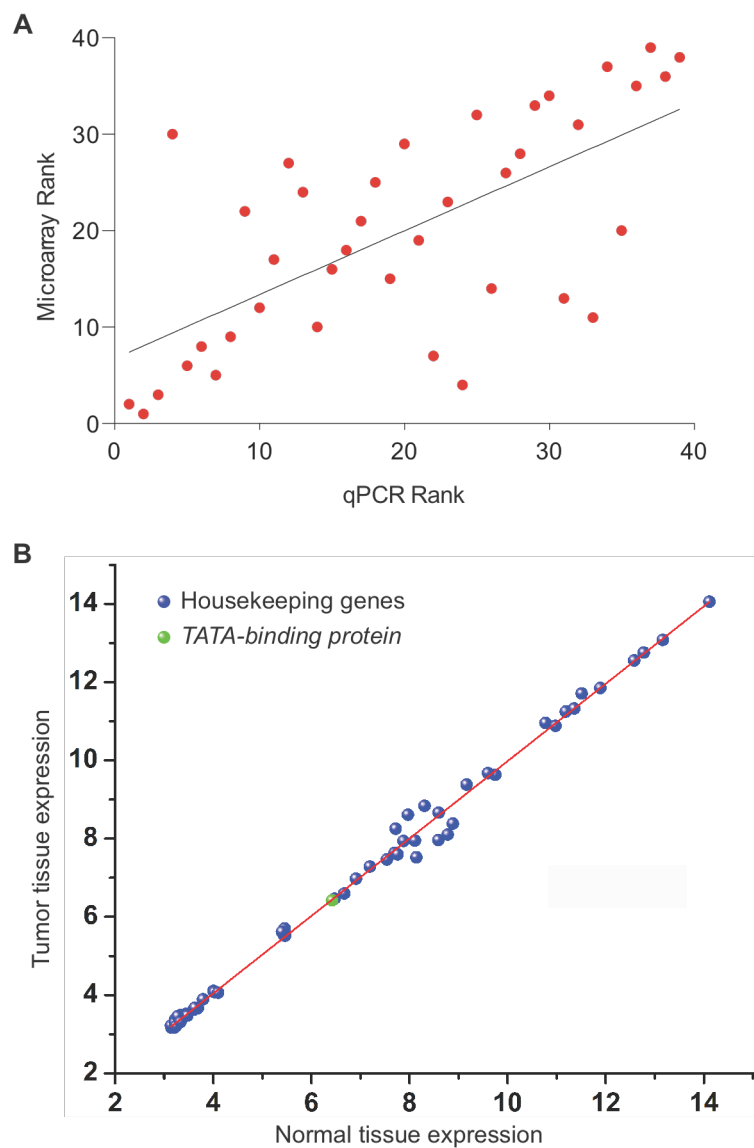 A
40
30
20
10
0
Microarray Rank
0 10 20 30 40
qPCR Rank
B
Housekeeping genes
TATA-binding protein
14
12
10
8
6
4
2
Tumor tissue expression
2 4 6 8 10 12 14
Normal tissue expression